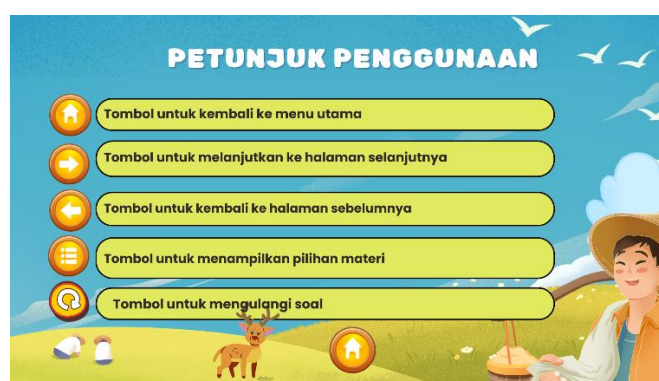 PETUNJUK PENGGUNAAN
Tombol untuk kembali ke menu utama
Tombol untuk melanjutkan ke halaman selanjutnya
Tombol untuk kembali ke halaman sebelumnya
Tombol untuk menampilkan pilihan materi
Tombol untuk mengulangi soal